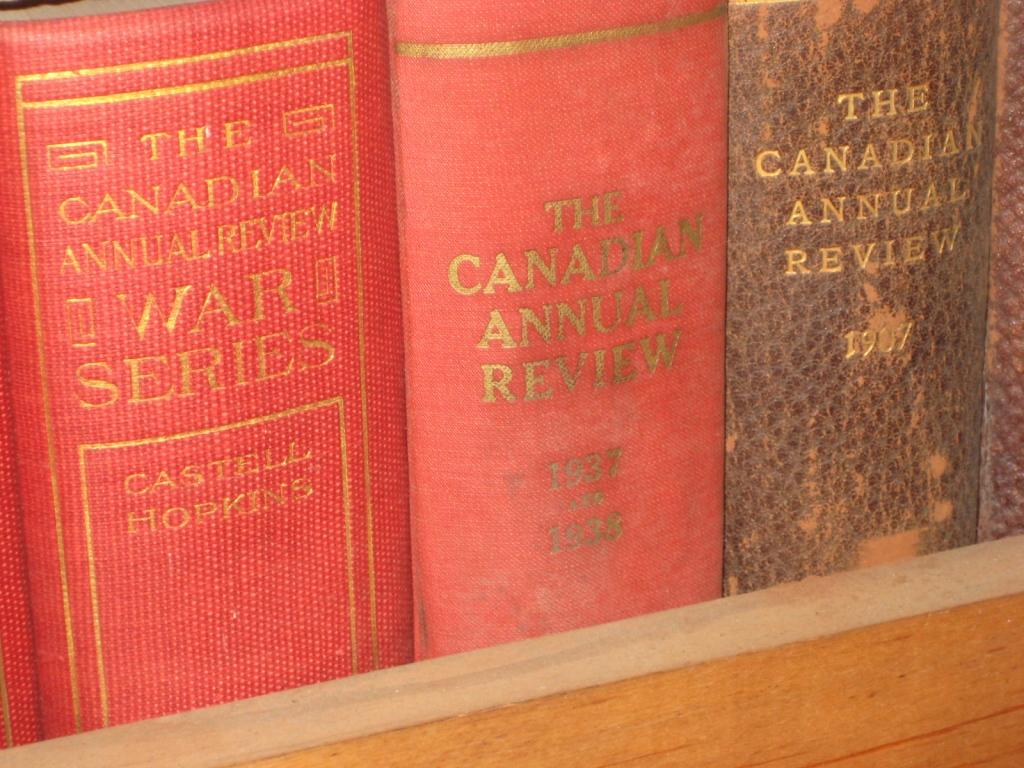 THE
CANADIAN
ANNUAL REVIEW
WAR
SERIES
CASTELL
HOPKINS
THE
CANADIAN
ANNUAL
REVIEW
1937
AND
1938
THE
CANADIAN
ANNUAL
REVIEW
1907